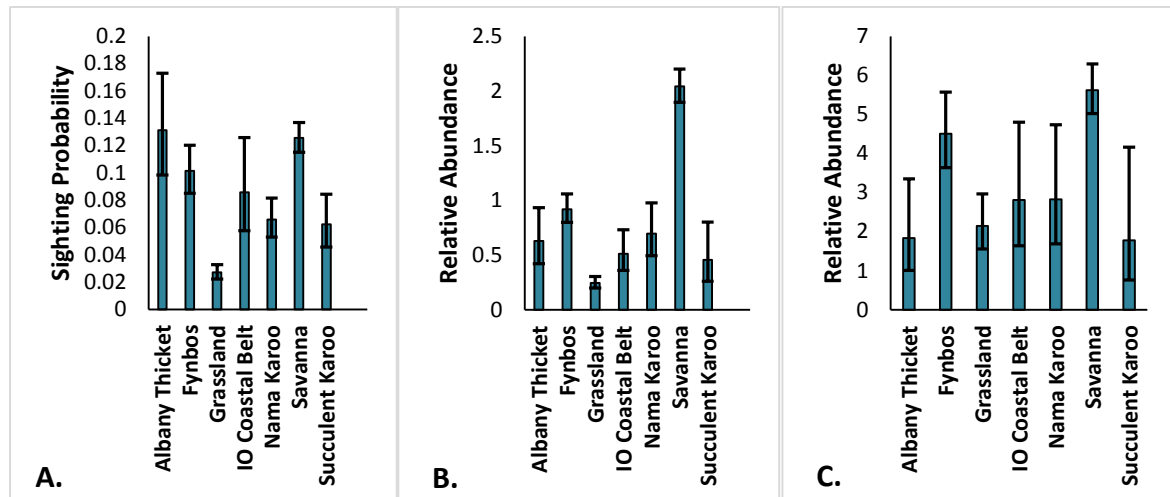 Sighting Probability
0.2
0.18
0.16
0.14
0.12
0.1
0.08
0.06
0.04
0.02
0
Albany Thicket
Fynbos
Grassland
IO Coastal Belt
Nama Karoo
Savanna
Succulent Karoo
A.
Relative Abundance
2.5
2
1.5
1
0.5
0
Albany Thicket
Fynbos
Grassland
IO Coastal Belt
Nama Karoo
Savanna
Succulent Karoo
B.
Relative Abundance
7
6
5
4
3
2
1
0
Albany Thicket
Fynbos
Grassland
IO Coastal Belt
Nama Karoo
Savanna
Succulent Karoo
C.